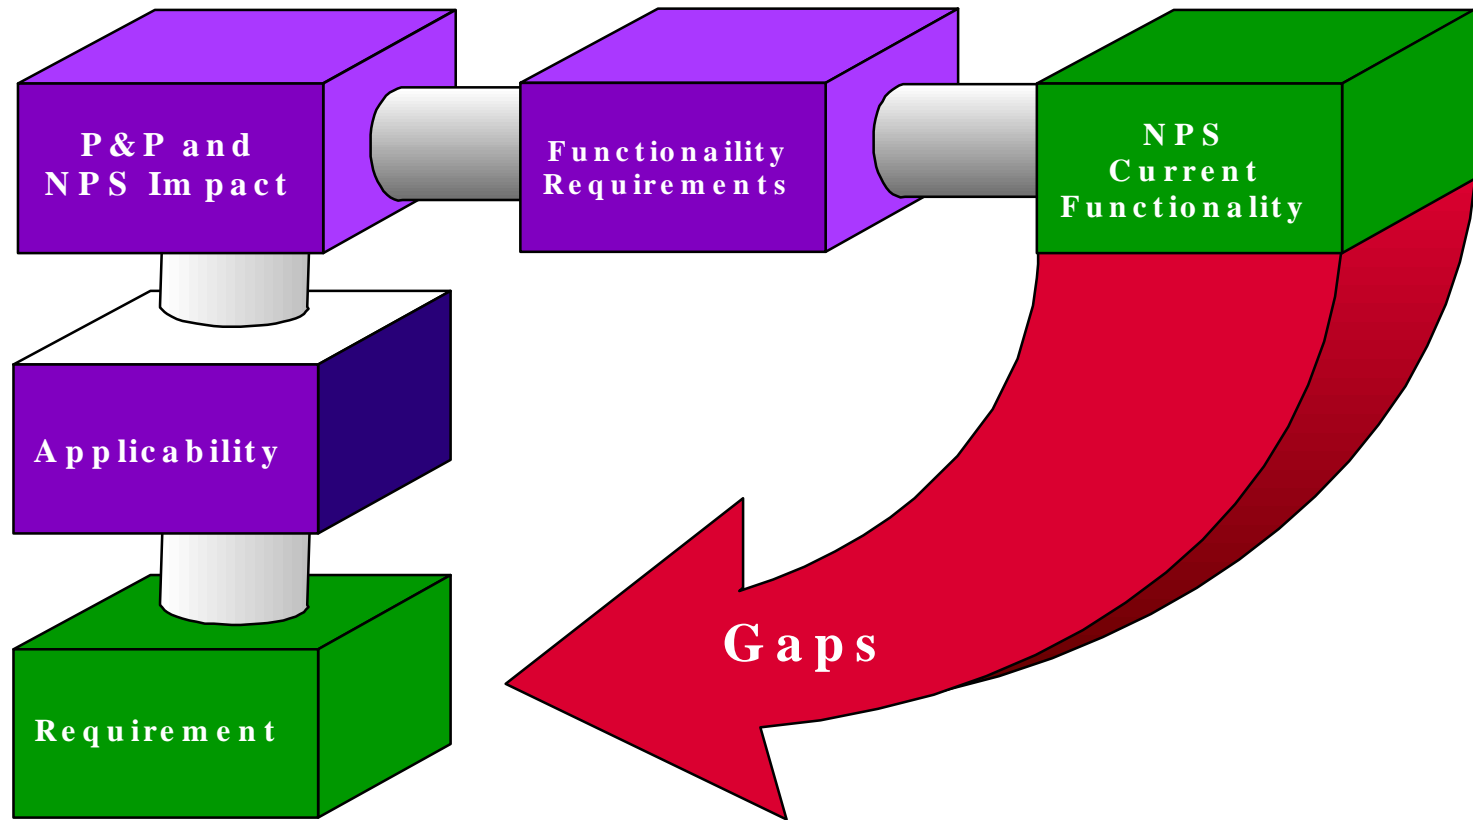 P&P and
NPS Impact
Functionaility
Requirements
NPS
Current
Functionality
Applicability
Gaps
Requirement